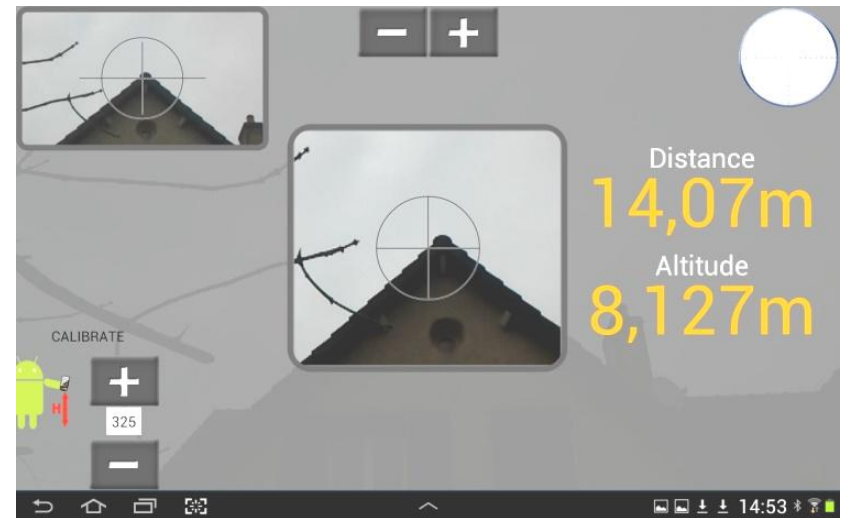 Distance
14,07m
Altitude
8,127m
CALIBRATE
H
325
14:53